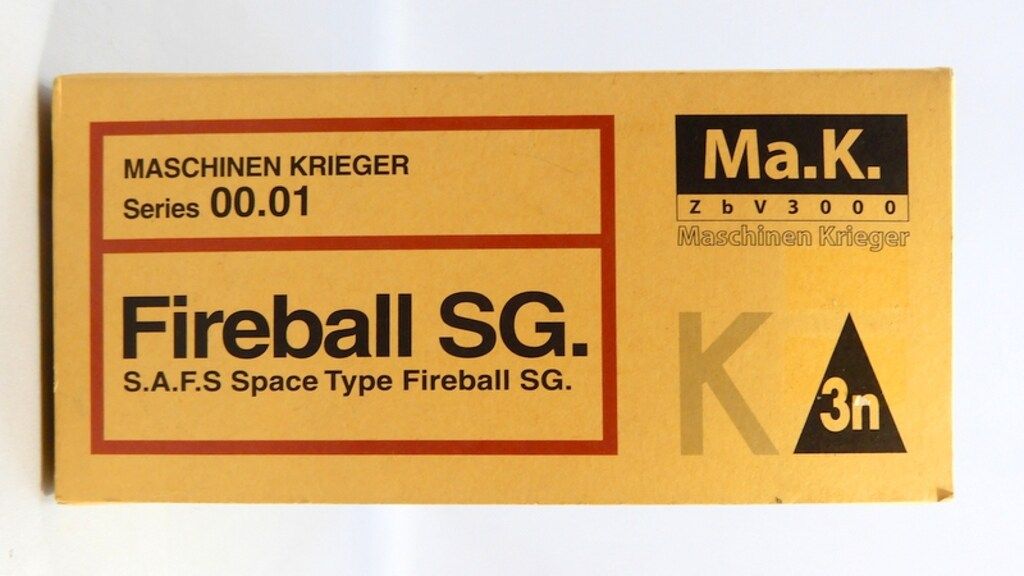 MASCHINEN KRIEGER
Series 00.01
Fireball SG.
S.A.F.S Space Type Fireball SG.
Ma.K.
ZbV3000
Maschinen Krieger
K
3n